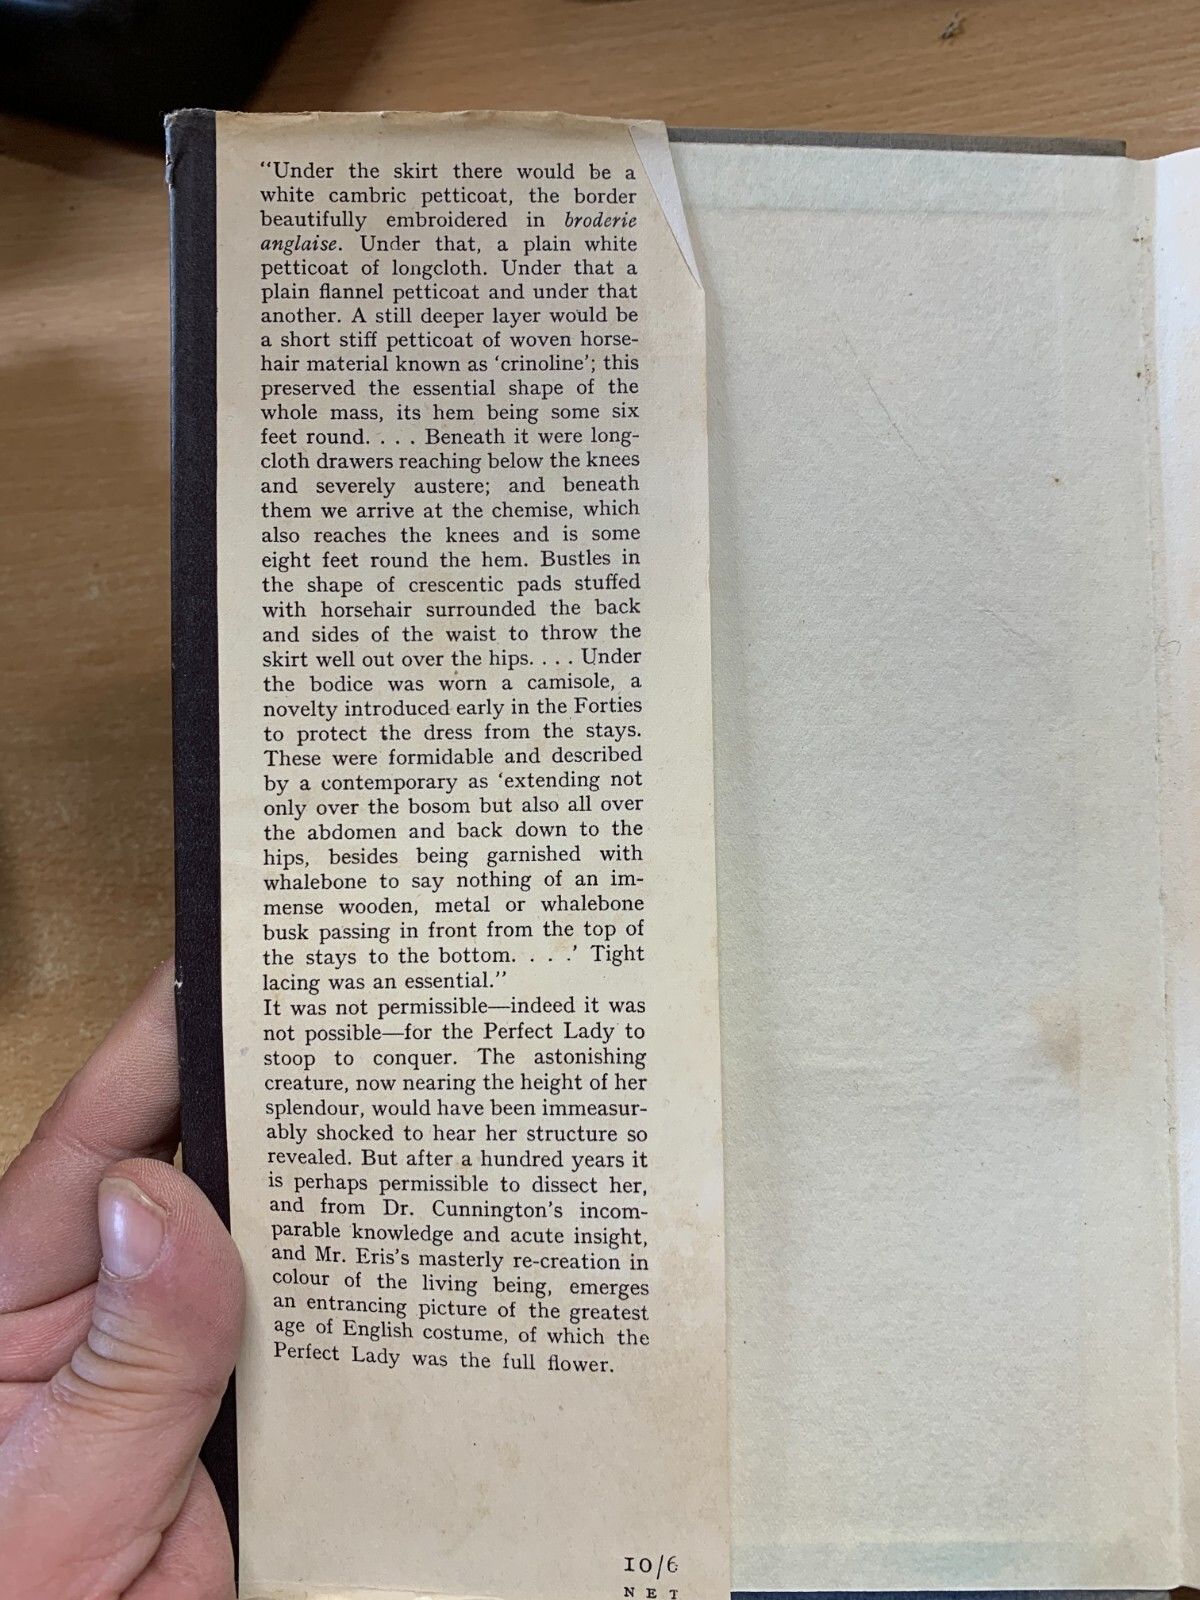 “Under the skirt there would be a
white cambric petticoat, the border
beautifully embroidered in broderie
anglaise. Under that, a plain white
petticoat of longcloth. Under that a
plain flannel petticoat and under that
another. A still deeper layer would be
a short stiff petticoat of woven horse-
hair material known as ‘crinoline’; this
preserved the essential shape of the
whole mass, its hem being some six
feet round. . . . Beneath it were long-
cloth drawers reaching below the knees
and severely austere; and beneath
them we arrive at the chemise, which
also reaches the knees and is some
eight feet round the hem. Bustles in
the shape of crescentic pads stuffed
with horsehair surrounded the back
and sides of the waist to throw the
skirt well out over the hips. . . . Under
the bodice was worn a camisole, a
novelty introduced early in the Forties
to protect the dress from the stays.
These were formidable and described
by a contemporary as ‘extending not
only over the bosom but also all over
the abdomen and back down to the
hips, besides being garnished with
whalebone to say nothing of an im-
mense wooden, metal or whalebone
busk passing in front from the top of
the stays to the bottom. . . .’ Tight
lacing was an essential.”
It was not permissible—indeed it was
not possible—for the Perfect Lady to
stoop to conquer. The astonishing
creature, now nearing the height of her
splendour, would have been immeasur-
ably shocked to hear her structure so
revealed. But after a hundred years it
is perhaps permissible to dissect her,
and from Dr. Cunnington’s incom-
parable knowledge and acute insight,
and Mr. Eris’s masterly re-creation in
colour of the living being, emerges
an entrancing picture of the greatest
age of English costume, of which the
Perfect Lady was the full flower.
10/6
NET